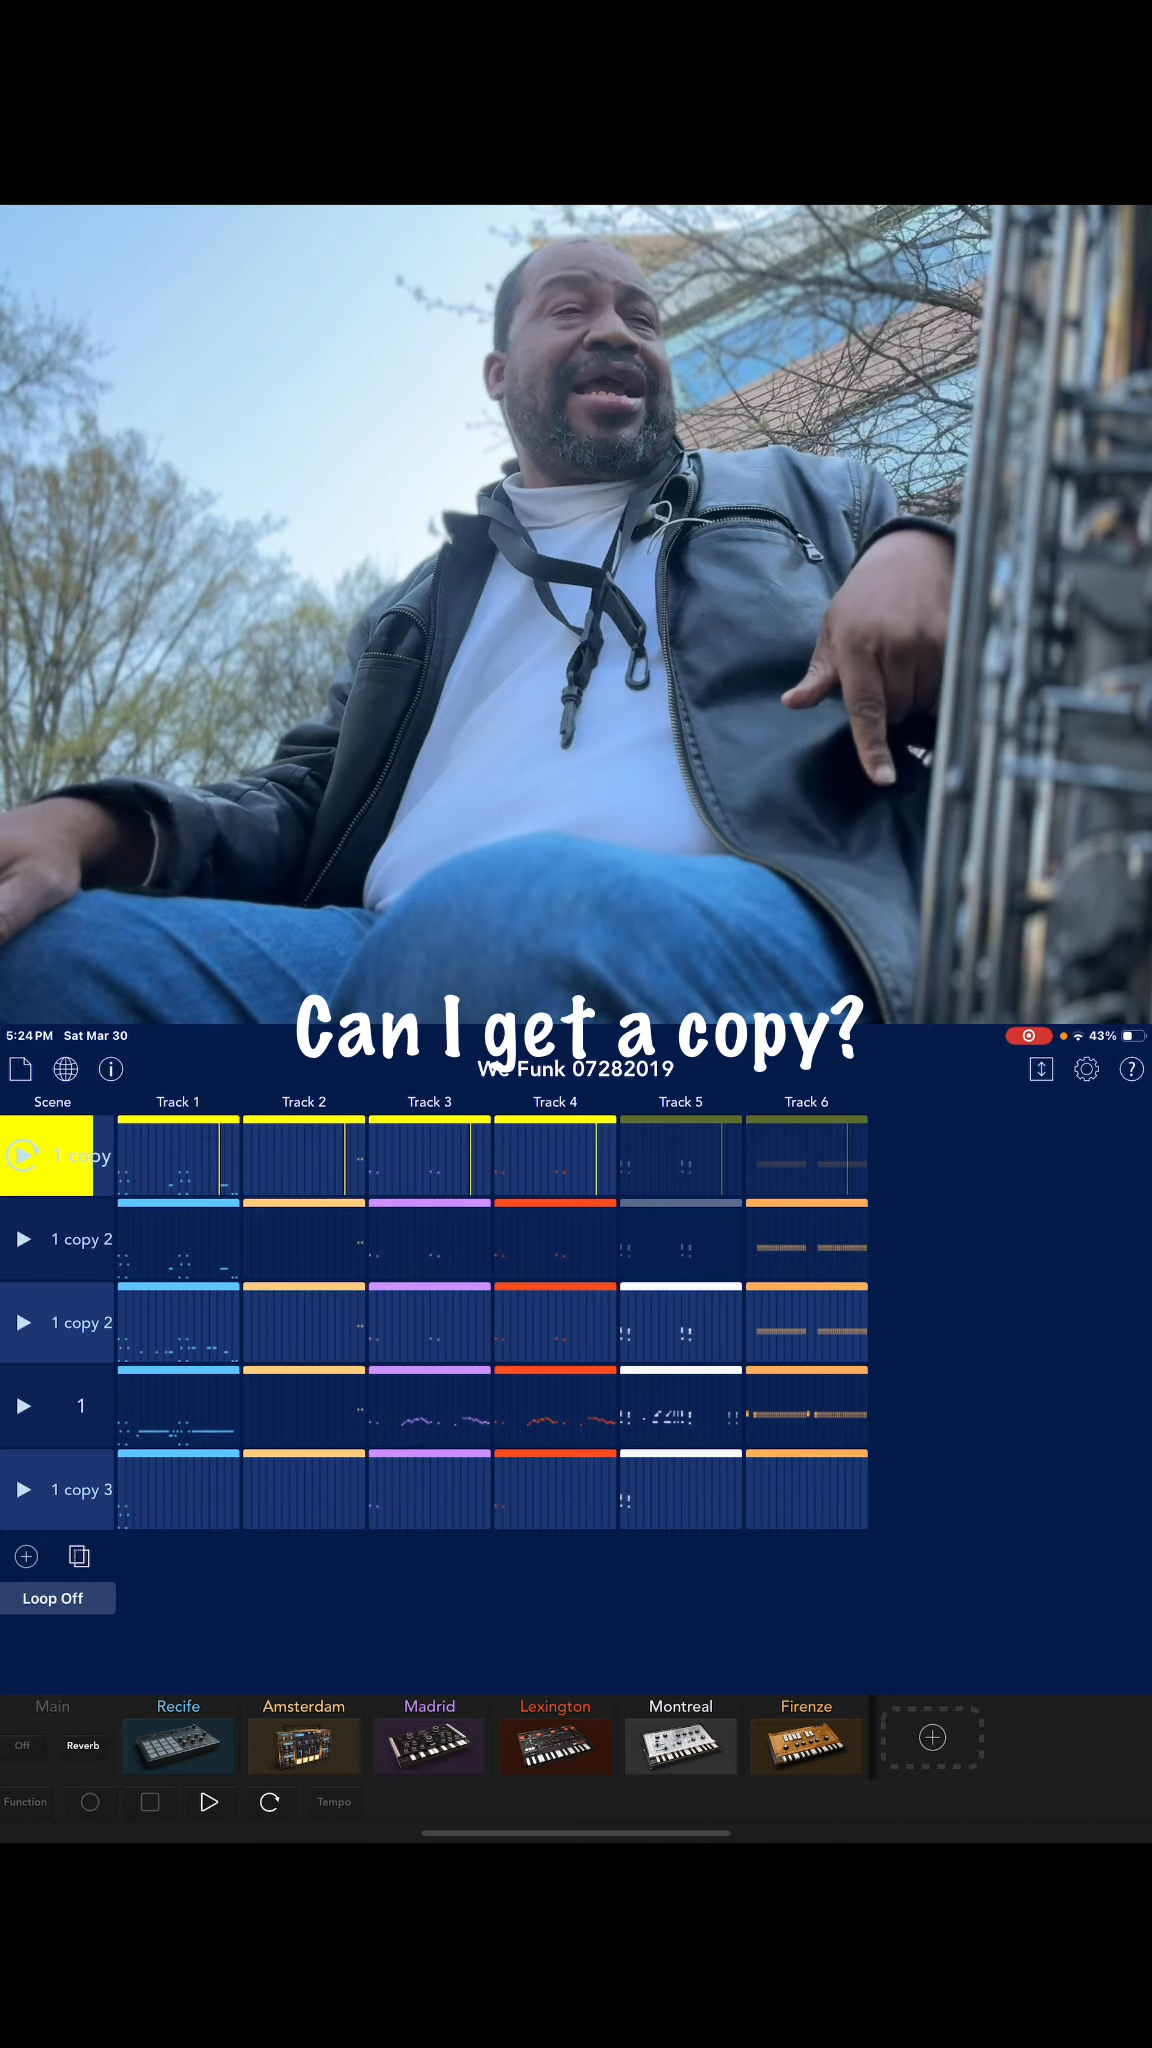 Can I get a copy?
5:24 PM Sat Mar 30
43%
We Funk 07282019
Scene Track 1 Track 2 Track 3 Track 4 Track 5 Track 6
1 copy
1 copy 2
1 copy 2
1
1 copy 3
Loop Off
Main Recife Amsterdam Madrid Lexington Montreal Firenze
Off Reverb
Function Tempo